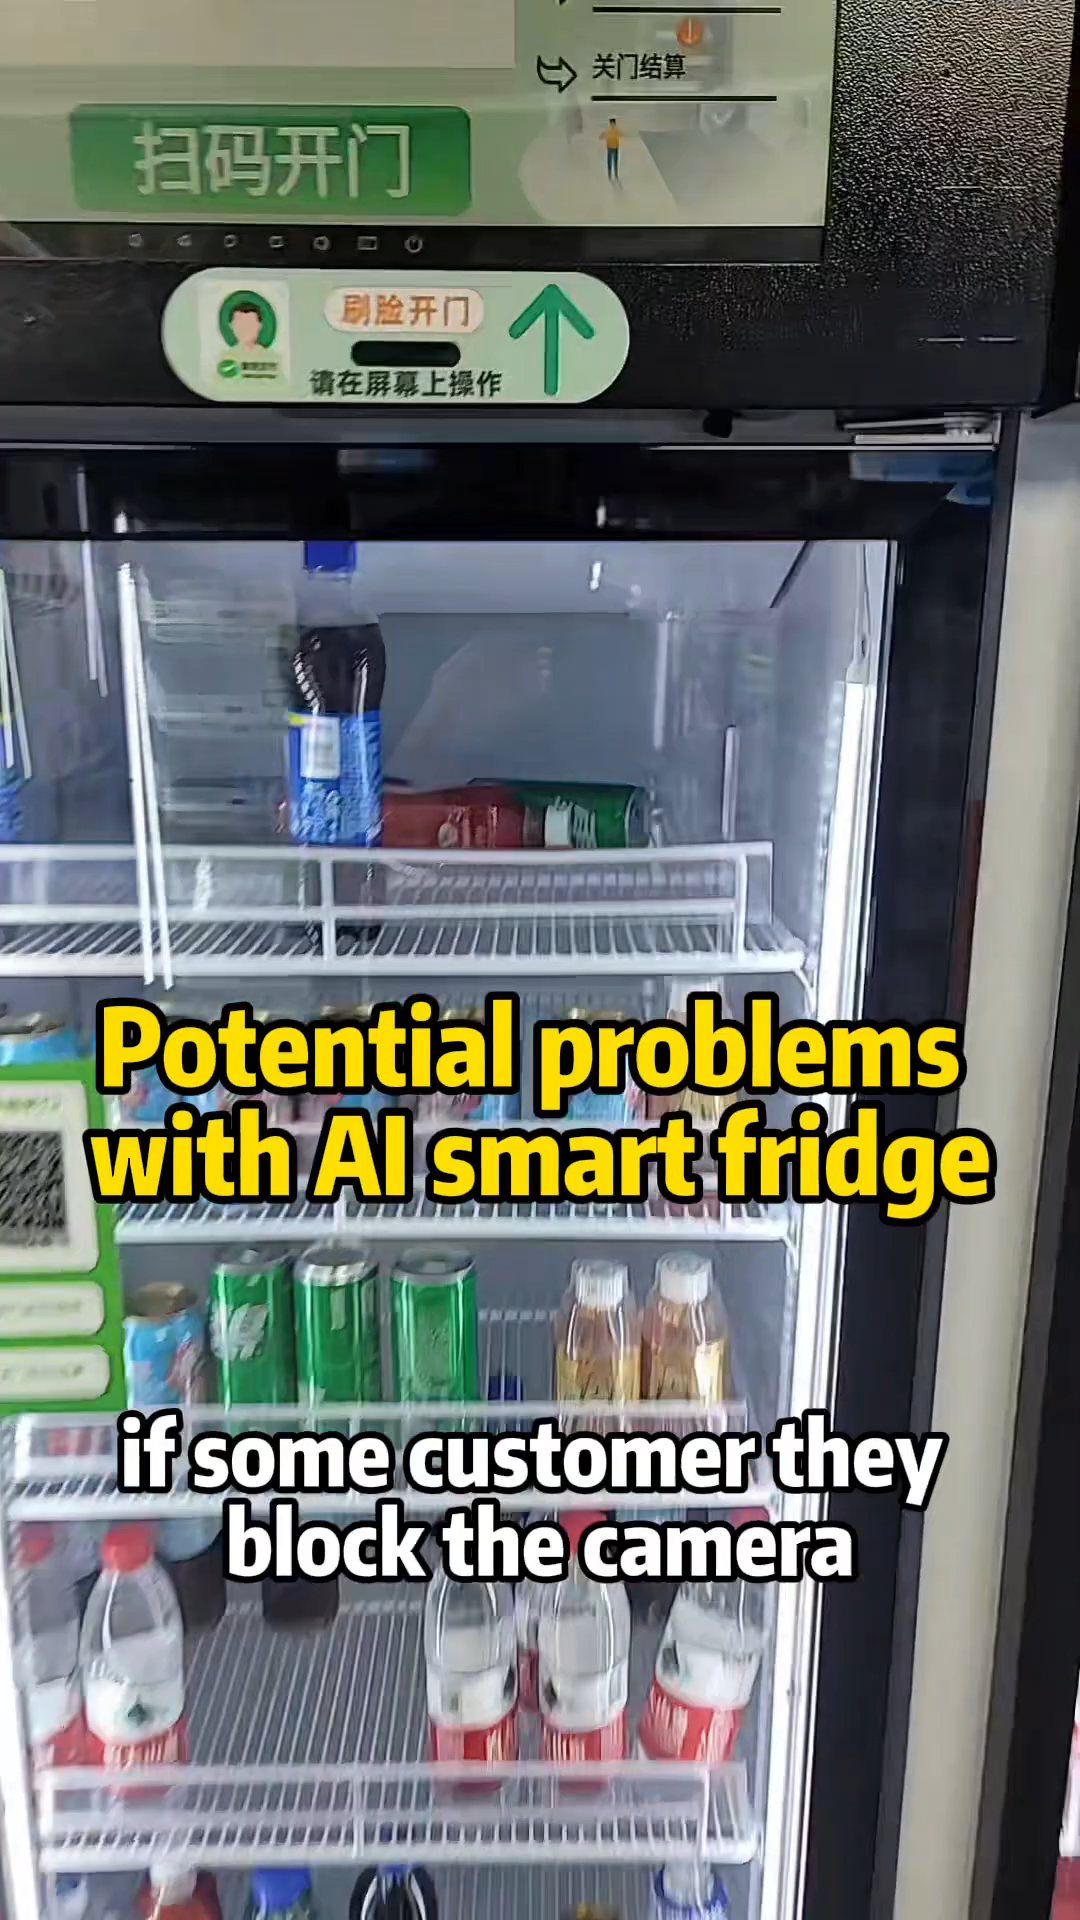 关门结算
扫码开门
刷脸开门
请在屏幕上操作
Potential problems
with AI smart fridge
if some customer they
block the camera